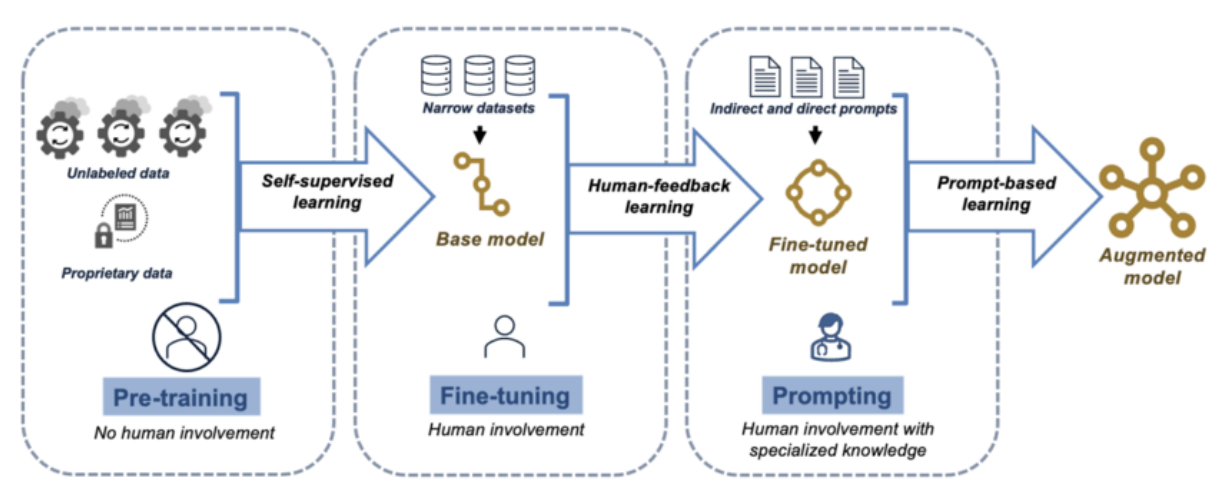 Unlabeled data
Proprietary data
Self-supervised
learning
Pre-training
No human involvement
Narrow datasets
Base model
Human-feedback
learning
Fine-tuning
Human involvement
Indirect and direct prompts
Fine-tuned
model
Prompt-based
learning
Prompting
Human involvement with
specialized knowledge
Augmented
model